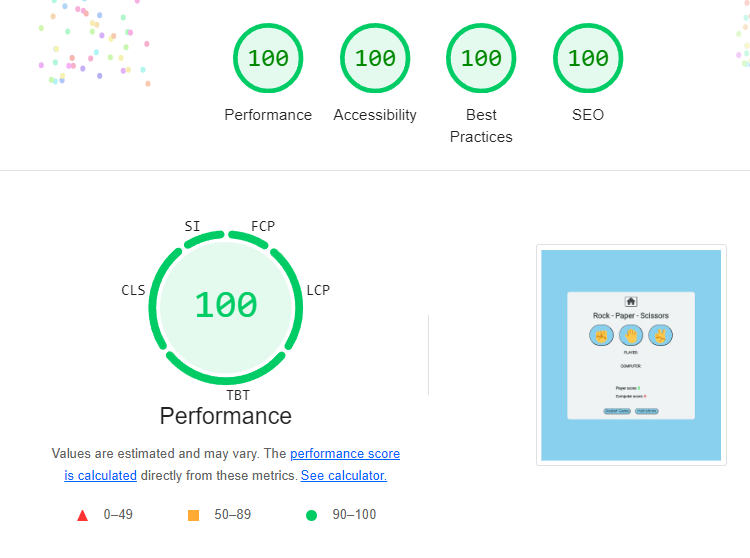 100 100 100 100
Performance Accessibility Best Practices SEO
SI FCP
CLS LCP
100
TBT
Performance
Values are estimated and may vary. The performance score
is calculated directly from these metrics. See calculator.
0–49 50–89 90–100
Rock - Paper - Scissors
PLAYER:
COMPUTER:
Player score: 0
Computer score: 0